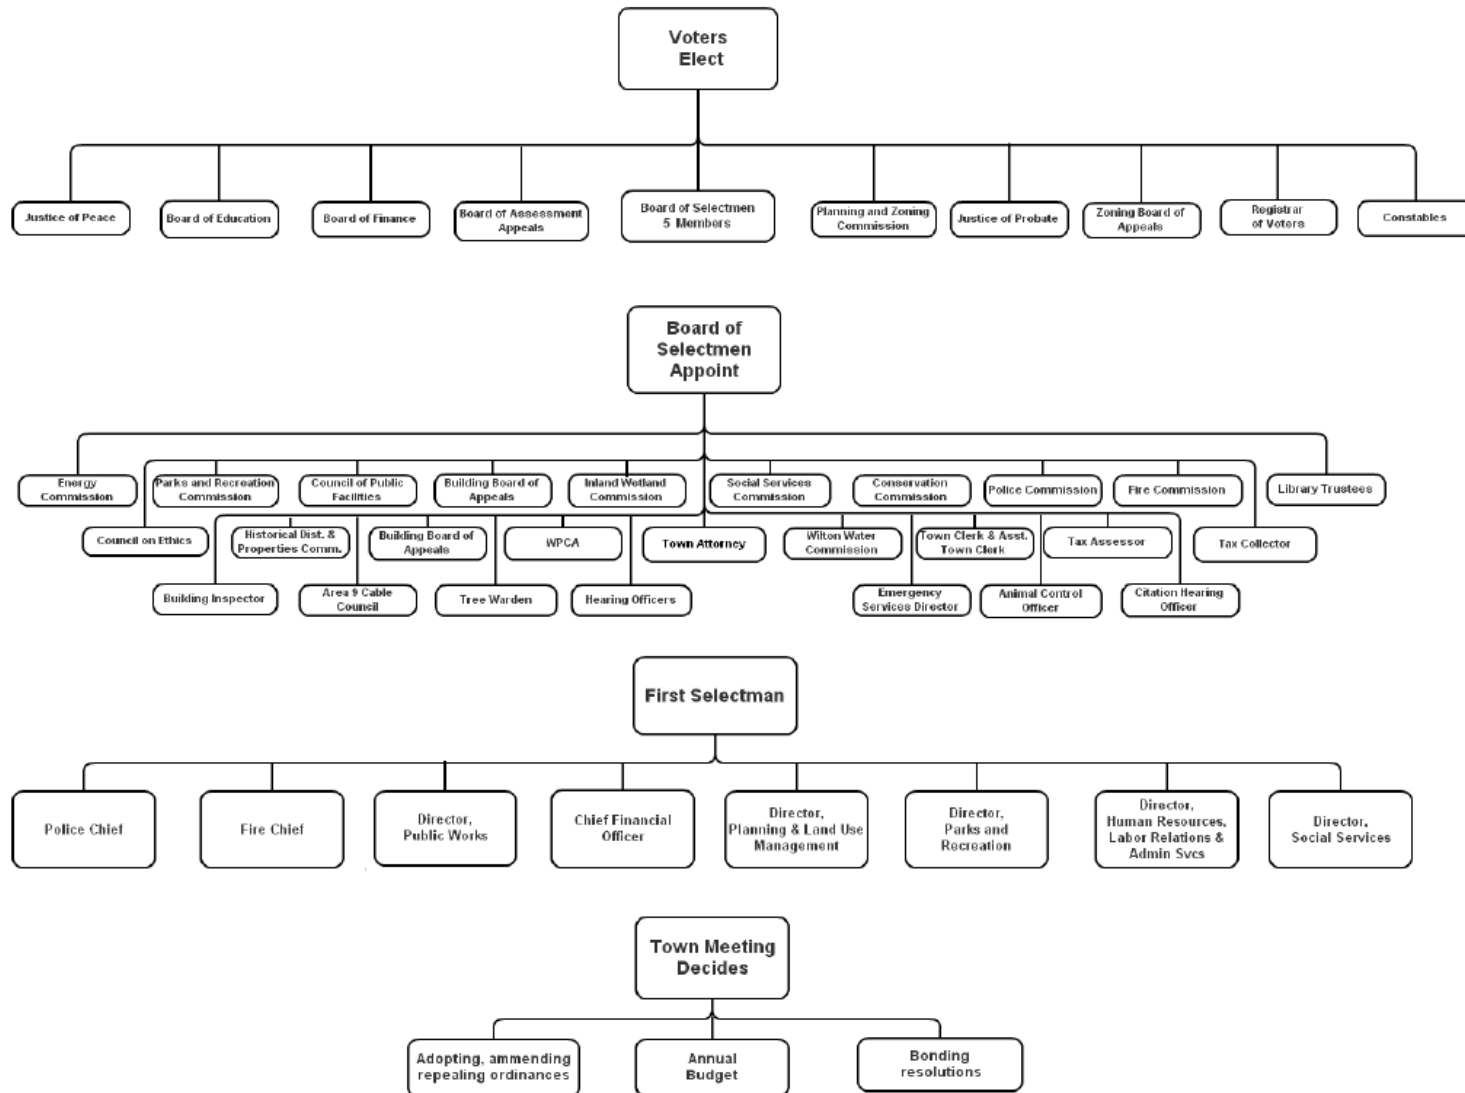 Voters
Elect
Justice of Peace
Board of Education
Board of Finance
Board of Assessment
Appeals
Board of Selectmen
5 Members
Planning and Zoning
Commission
Justice of Probate
Zoning Board of
Appeals
Registrar
of Voters
Constables
Board of
Selectmen
Appoint
Energy
Commission
Parks and Recreation
Commission
Council of Public
Facilities
Building Board of
Appeals
Inland Wetland
Commission
Social Services
Commission
Conservation
Commission
Police Commission
Fire Commission
Library Trustees
Council on Ethics
Historical Dist. &
Properties Comm.
Building Board
of Appeals
WPCA
Town Attorney
Wilton Water
Commission
Town Clerk & Asst.
Town Clerk
Tax Assessor
Tax Collector
Building Inspector
Area 9 Cable
Council
Tree Warden
Hearing Officers
Emergency
Services Director
Animal Control
Officer
Citation Hearing
Officer
First Selectman
Police Chief
Fire Chief
Director,
Public Works
Chief Financial
Officer
Director,
Planning & Land Use
Management
Director,
Parks and
Recreation
Director,
Human Resources,
Labor Relations &
Admin Svcs
Director,
Social Services
Town Meeting
Decides
Adopting, ammending
repealing ordinances
Annual
Budget
Bonding
resolutions